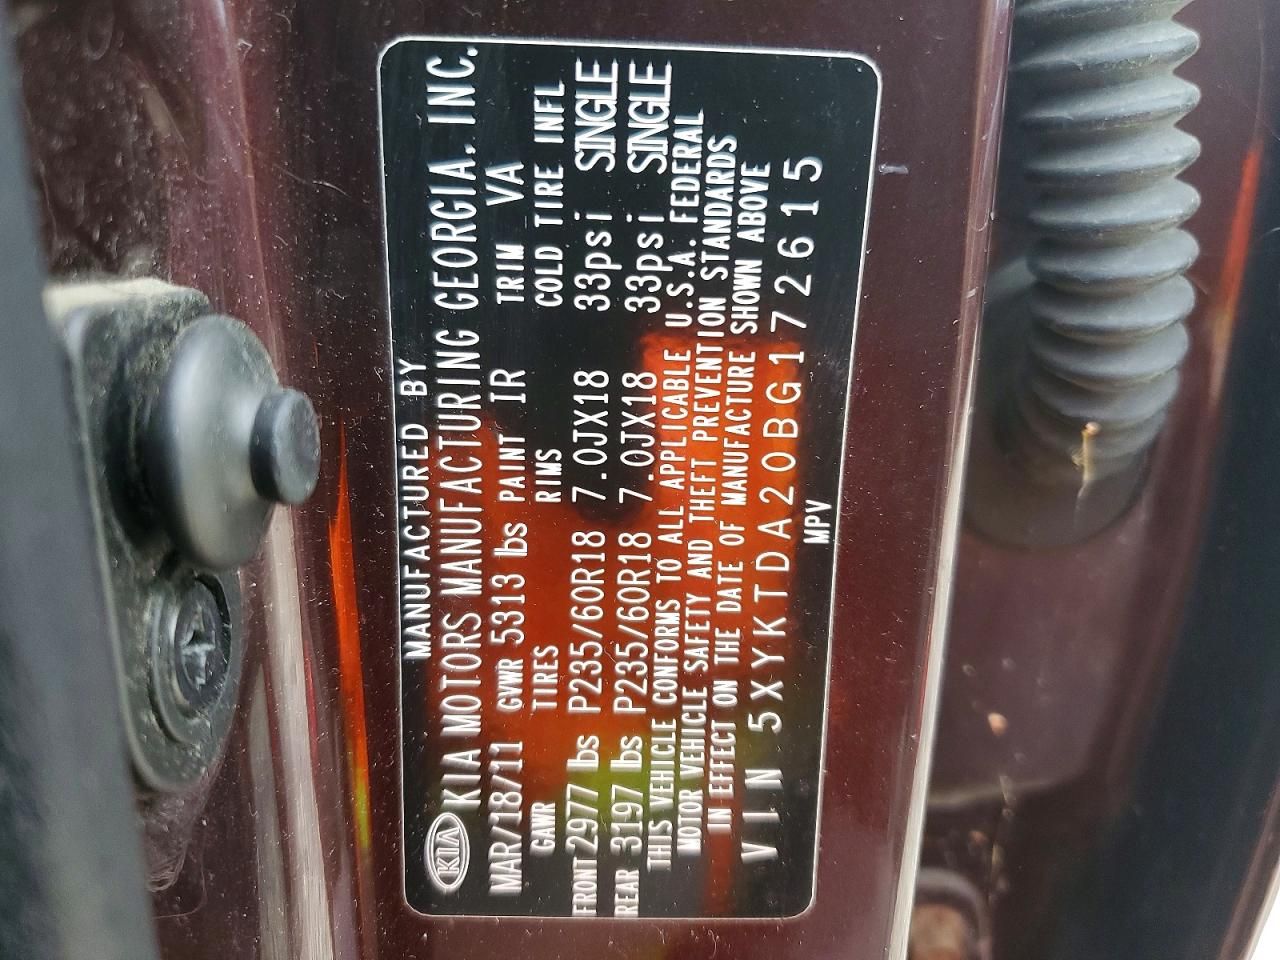 MANUFACTURED BY
KIA KIA MOTORS MANUFACTURING GEORGIA. INC.
MAR/18/11 GVWR 5313 lbs PAINT IR TRIM VA
GAWR TIRES RIMS COLD TIRE INFL
FRONT 2977 lbs P235/60R18 7.0JX18 33psi SINGLE
REAR 3197 lbs P235/60R18 7.0JX18 33psi SINGLE
THIS VEHICLE CONFORMS TO ALL APPLICABLE U.S.A. FEDERAL
MOTOR VEHICLE SAFETY AND THEFT PREVENTION STANDARDS
IN EFFECT ON THE DATE OF MANUFACTURE SHOWN ABOVE
VIN 5XYKTDA20BG172615
MPV